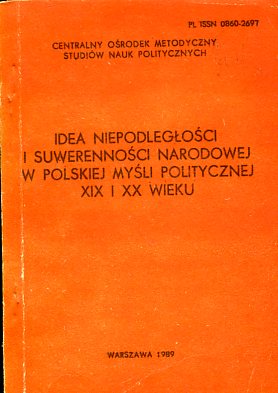 PL ISSN 0860-2697
CENTRALNY OŚRODEK METODYCZNY
STUDIÓW NAUK POLITYCZNYCH
IDEA NIEPODLEGŁOŚCI
I SUWERENNOŚCI NARODOWEJ
W POLSKIEJ MYŚLI POLITYCZNEJ
XIX I XX WIEKU
WARSZAWA 1989